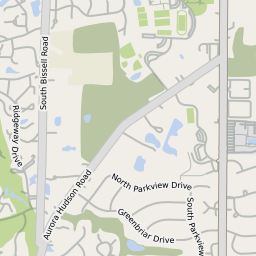 South Bissell Road
Ridgeway Drive
Aurora Hudson Road
North Parkview Drive
South Parkview
Greenbriar Drive